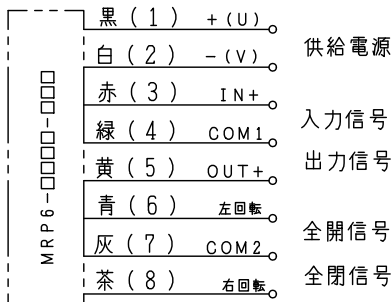 黒(1) +(U)
供給電源
白(2) -(V)
赤(3) IN+
入力信号
緑(4) COM1
出力信号
黄(5) OUT+
青(6) 左回転
全開信号
灰(7) COM2
全閉信号
茶(8) 右回転
MRP6-□□□□-□□